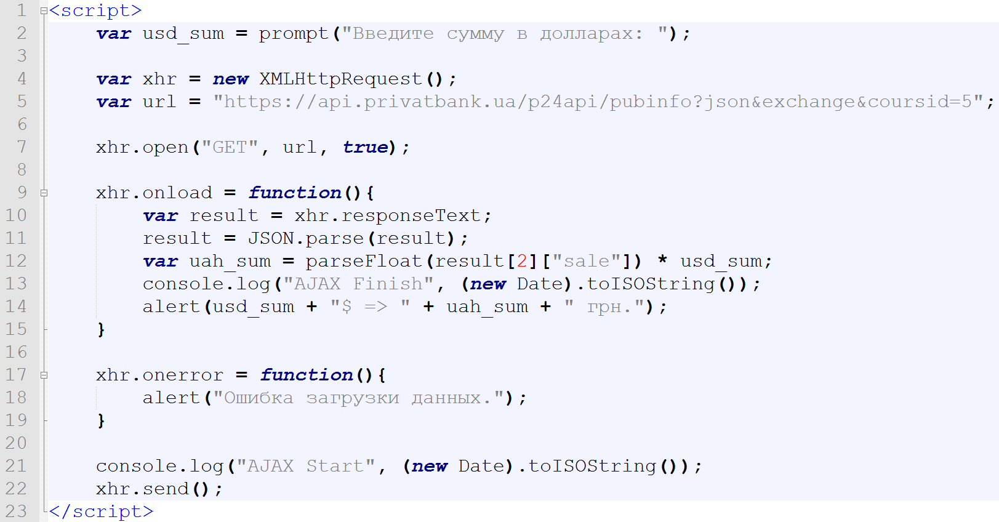 1 <script>
2 var usd_sum = prompt("Введите сумму в долларах: ");
3
4 var xhr = new XMLHttpRequest();
5 var url = "https://api.privatbank.ua/p24api/pubinfo?json&exchange&coursid=5";
6
7 xhr.open("GET", url, true);
8
9 xhr.onload = function(){
10 var result = xhr.responseText;
11 result = JSON.parse(result);
12 var uah_sum = parseFloat(result[2]["sale"]) * usd_sum;
13 console.log("AJAX Finish", (new Date).toISOString());
14 alert(usd_sum + "$ => " + uah_sum + " грн.");
15 }
16
17 xhr.onerror = function(){
18 alert("Ошибка загрузки данных.");
19 }
20
21 console.log("AJAX Start", (new Date).toISOString());
22 xhr.send();
23 </script>